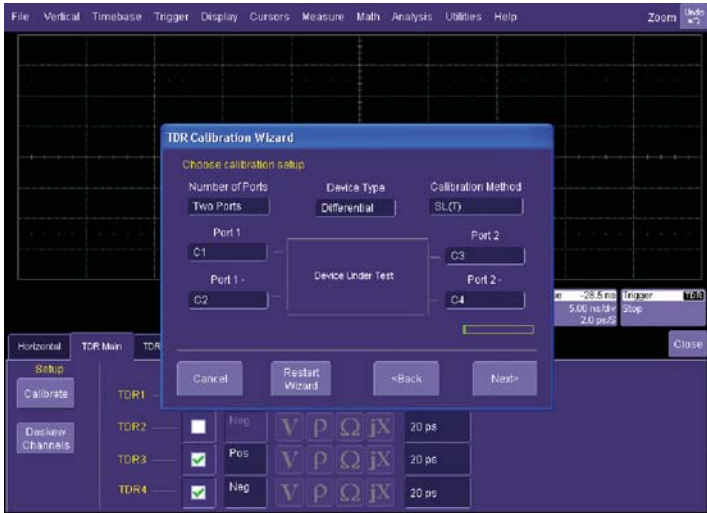 File Vertical Timebase Trigger Display Cursors Measure Math Analysis Utilities Help Zoom Undo
TDR Calibration Wizard
Choose calibration setup
Number of Ports Device Type Calibration Method
Two Ports Differential SL(T)
Port 1 Port 2
C1 C3
Device Under Test
Port 1 - Port 2 -
C2 C4
-28.5 ns Trigger TDR
5.00 ns/div Stop
2.0 ps/S
Horizontal TDR Main TDR Close
Cancel Restart Wizard <Back Next>
Setup
Calibrate
Deskew Channels
TDR1
TDR2 Neg V ρ Ω jX 20 ps
TDR3 Pos V ρ Ω jX 20 ps
TDR4 Neg V ρ Ω jX 20 ps